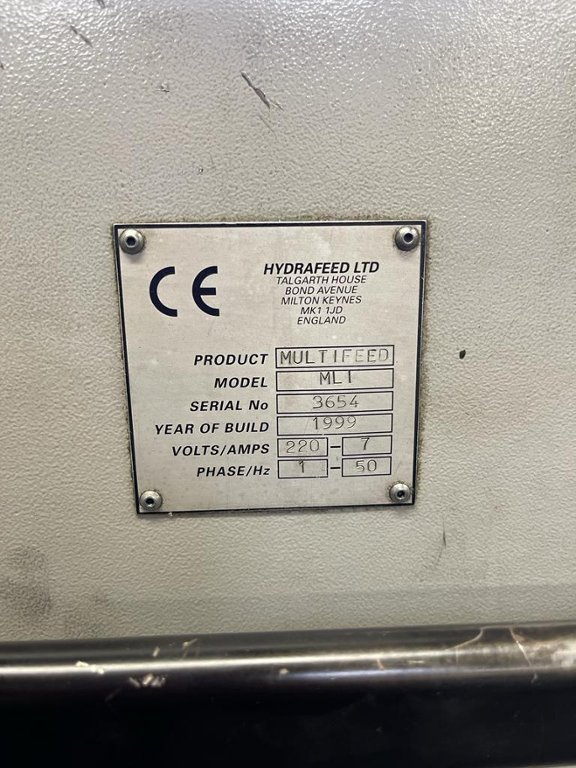 CE
HYDRAFEED LTD
TALGARTH HOUSE
BOND AVENUE
MILTON KEYNES
MK1 1JD
ENGLAND
PRODUCT MULTIFEED
MODEL ML1
SERIAL No 3654
YEAR OF BUILD 1999
VOLTS/AMPS 220 - 7
PHASE/Hz 1 - 50